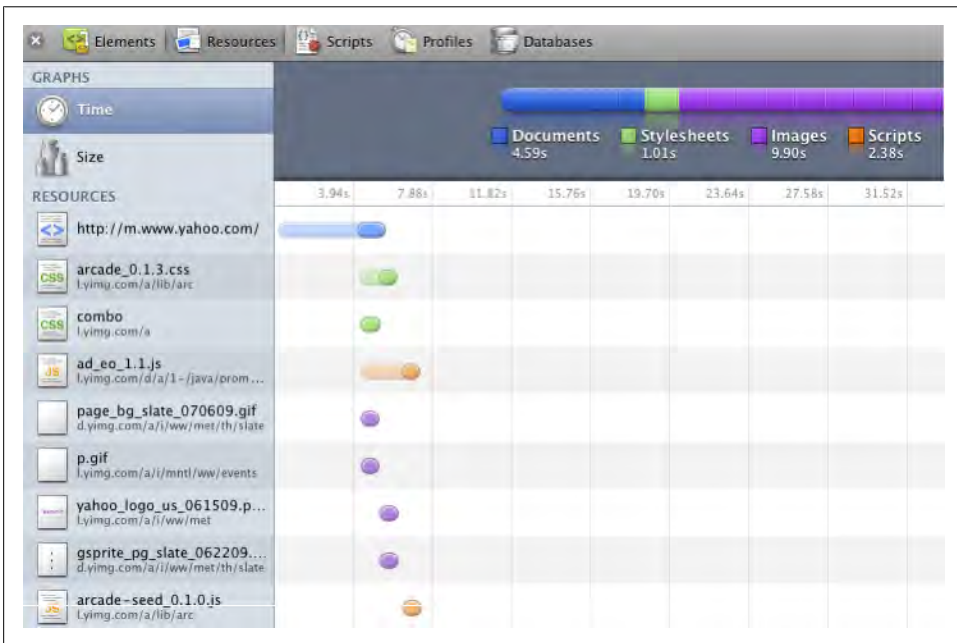 Elements Resources Scripts Profiles Databases
GRAPHS
Time
Size
Documents
4.59s
Stylesheets
1.01s
Images
9.90s
Scripts
2.38s
RESOURCES
3.94s 7.88s 11.82s 15.76s 19.70s 23.64s 27.58s 31.52s
http://m.www.yahoo.com/
arcade_0.1.3.css
l.yimg.com/a/lib/arc
combo
l.yimg.com/a
ad_eo_1.1.js
l.yimg.com/d/a/1-/java/prom...
page_bg_slate_070609.gif
d.yimg.com/a/i/ww/met/th/slate
p.gif
l.yimg.com/a/i/mntl/ww/events
yahoo_logo_us_061509.p...
l.yimg.com/a/i/ww/met
gsprite_pg_slate_062209....
d.yimg.com/a/i/ww/met/th/slate
arcade-seed_0.1.0.js
l.yimg.com/a/lib/arc
CSS
CSS
JS
JS